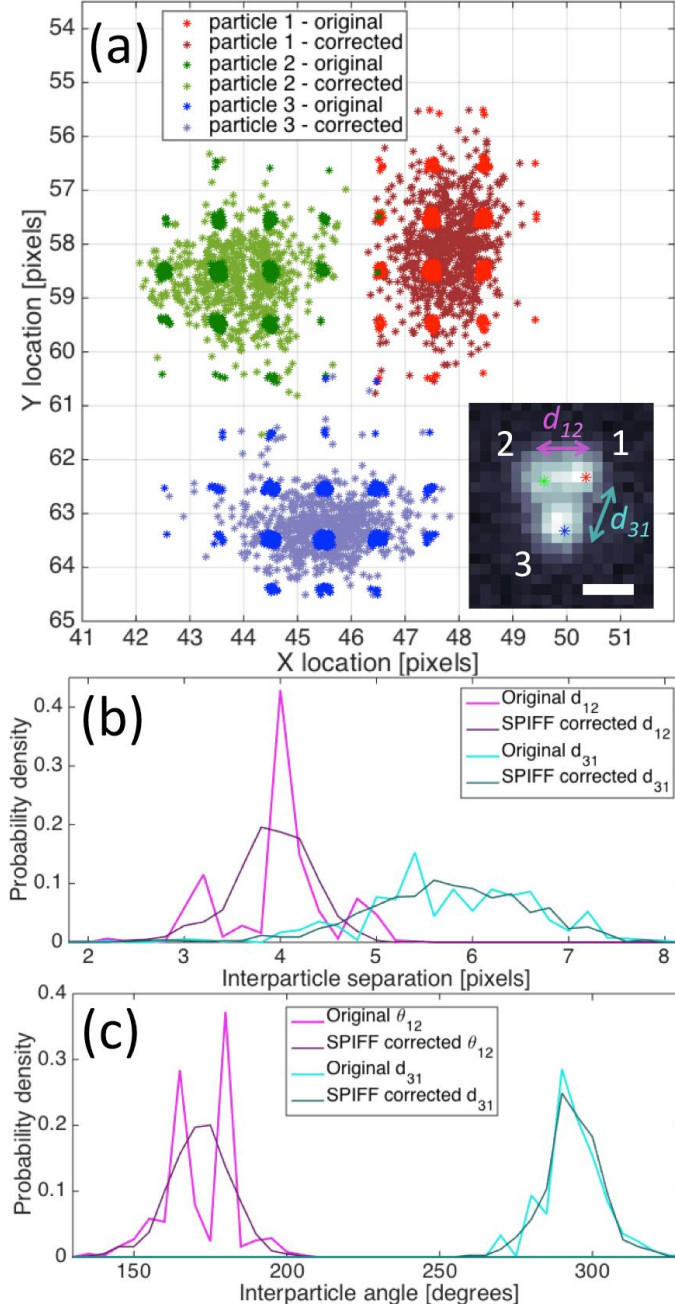 (a)
particle 1 - original
particle 1 - corrected
particle 2 - original
particle 2 - corrected
particle 3 - original
particle 3 - corrected
54
55
56
57
58
59
60
61
62
63
64
65
Y location [pixels]
2
d12
1
d31
3
41 42 43 44 45 46 47 48 49 50 51
X location [pixels]
(b)
Original d12
SPIFF corrected d12
Original d31
SPIFF corrected d31
0.4
0.3
0.2
0.1
0
Probability density
2 3 4 5 6 7 8
Interparticle separation [pixels]
(c)
Original θ12
SPIFF corrected θ12
Original d31
SPIFF corrected d31
0.4
0.3
0.2
0.1
0
Probability density
150 200 250 300
Interparticle angle [degrees]